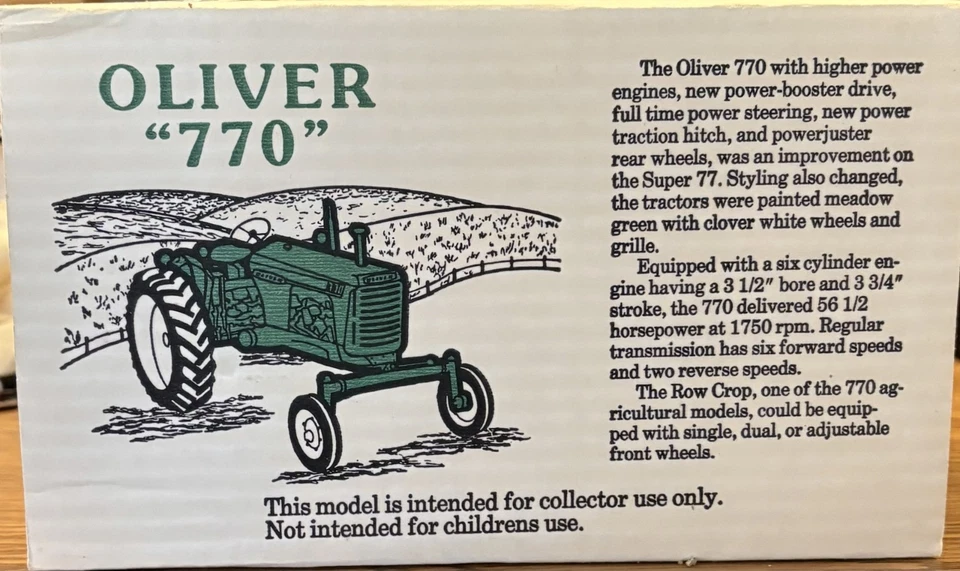 OLIVER
“770”
The Oliver 770 with higher power
engines, new power-booster drive,
full time power steering, new power
traction hitch, and powerjuster
rear wheels, was an improvement on
the Super 77. Styling also changed,
the tractors were painted meadow
green with clover white wheels and
grille.
Equipped with a six cylinder en-
gine having a 3 1/2" bore and 3 3/4"
stroke, the 770 delivered 56 1/2
horsepower at 1750 rpm. Regular
transmission has six forward speeds
and two reverse speeds.
The Row Crop, one of the 770 ag-
ricultural models, could be equip-
ped with single, dual, or adjustable
front wheels.
OLIVER
770
This model is intended for collector use only.
Not intended for childrens use.